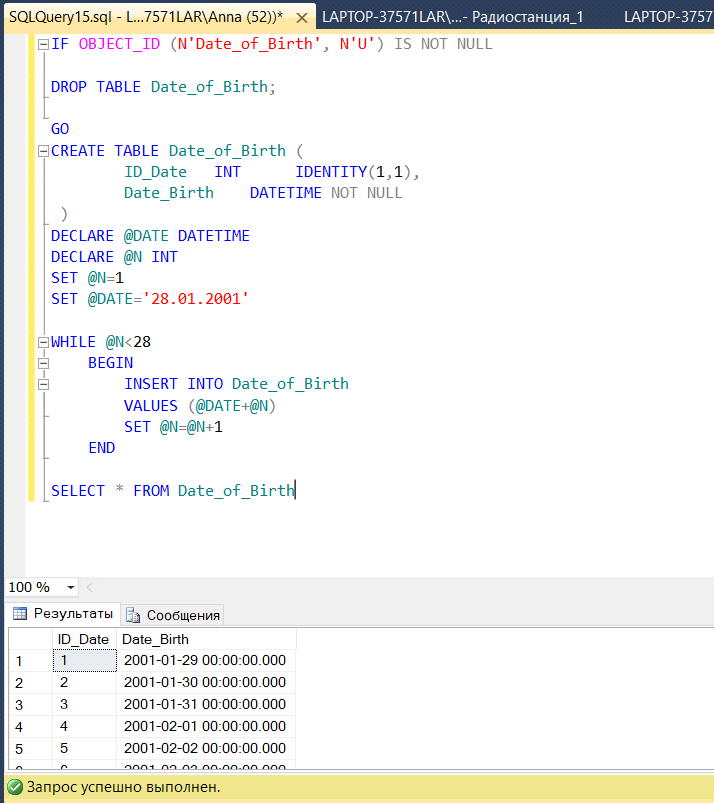 SQLQuery15.sql - L...7571LAR\Anna (52))* LAPTOP-37571LAR\...- Радиостанция_1 LAPTOP-3757
IF OBJECT_ID (N'Date_of_Birth', N'U') IS NOT NULL
DROP TABLE Date_of_Birth;
GO
CREATE TABLE Date_of_Birth (
ID_Date INT IDENTITY(1,1),
Date_Birth DATETIME NOT NULL
)
DECLARE @DATE DATETIME
DECLARE @N INT
SET @N=1
SET @DATE='28.01.2001'
WHILE @N<28
BEGIN
INSERT INTO Date_of_Birth
VALUES (@DATE+@N)
SET @N=@N+1
END
SELECT * FROM Date_of_Birth
100 %
Результаты Сообщения
ID_Date Date_Birth
1 1 2001-01-29 00:00:00.000
2 2 2001-01-30 00:00:00.000
3 3 2001-01-31 00:00:00.000
4 4 2001-02-01 00:00:00.000
5 5 2001-02-02 00:00:00.000
Запрос успешно выполнен.